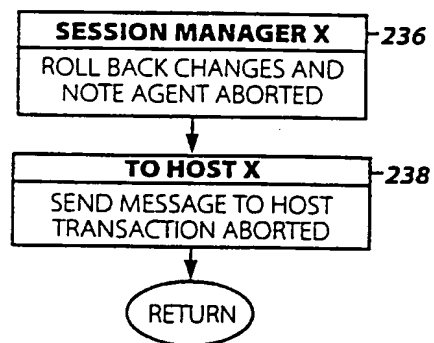 SESSION MANAGER X 236
ROLL BACK CHANGES AND
NOTE AGENT ABORTED
TO HOST X 238
SEND MESSAGE TO HOST
TRANSACTION ABORTED
RETURN